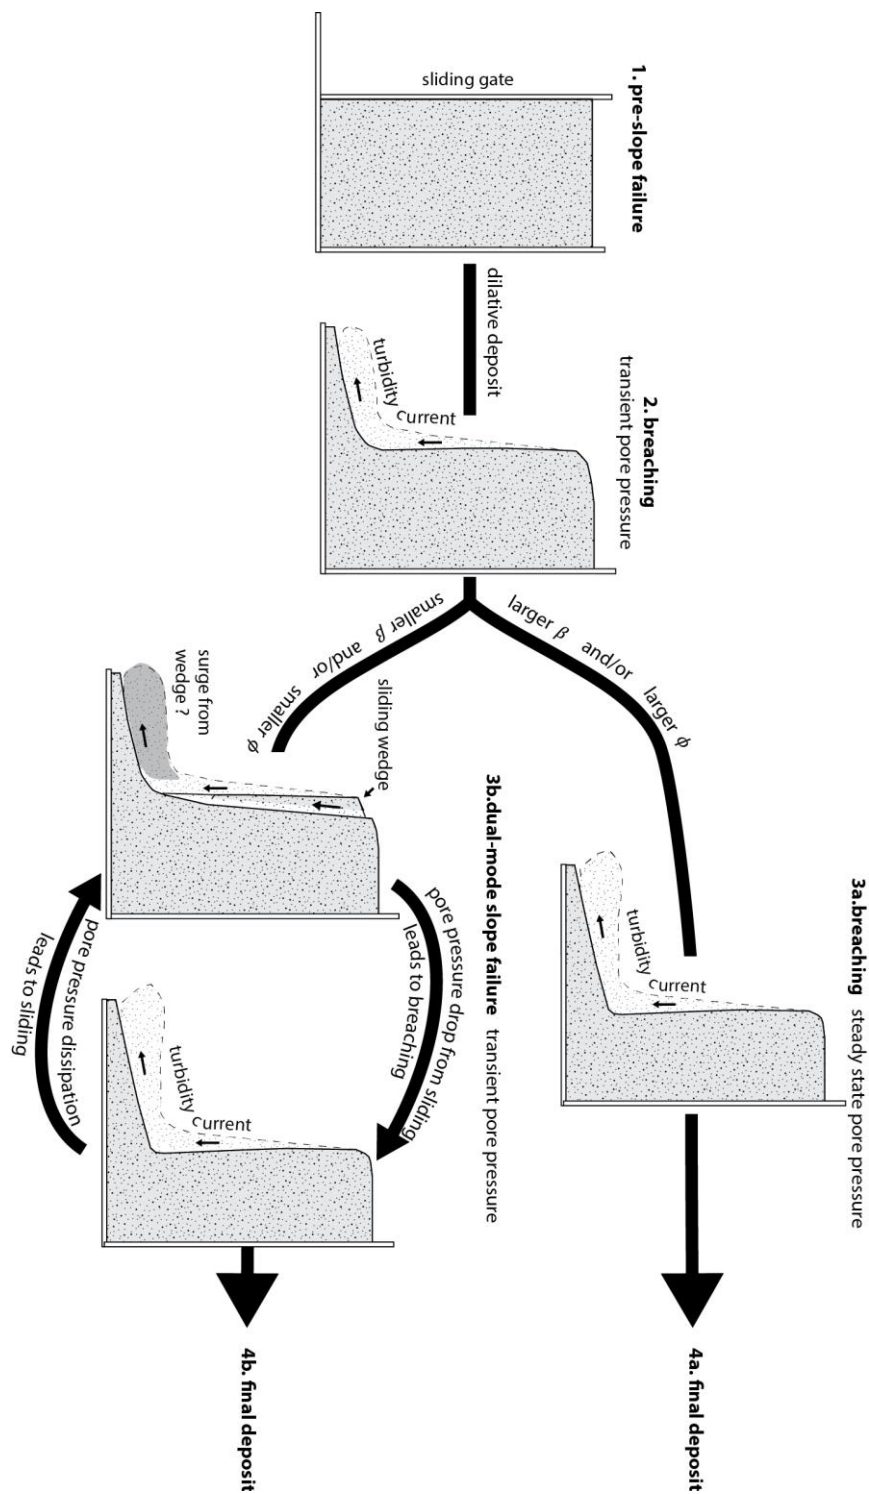 1. pre-slope failure
sliding gate
dilative deposit
2. breaching
transient pore pressure
turbidity
current
larger β and/or larger ϕ
smaller β and/or smaller ϕ
3a.breaching steady state pore pressure
turbidity
current
4a. final deposit
3b.dual-mode slope failure transient pore pressure
sliding wedge
surge from
wedge ?
pore pressure drop from sliding
leads to breaching
turbidity
current
pore pressure dissipation
leads to sliding
4b. final deposit